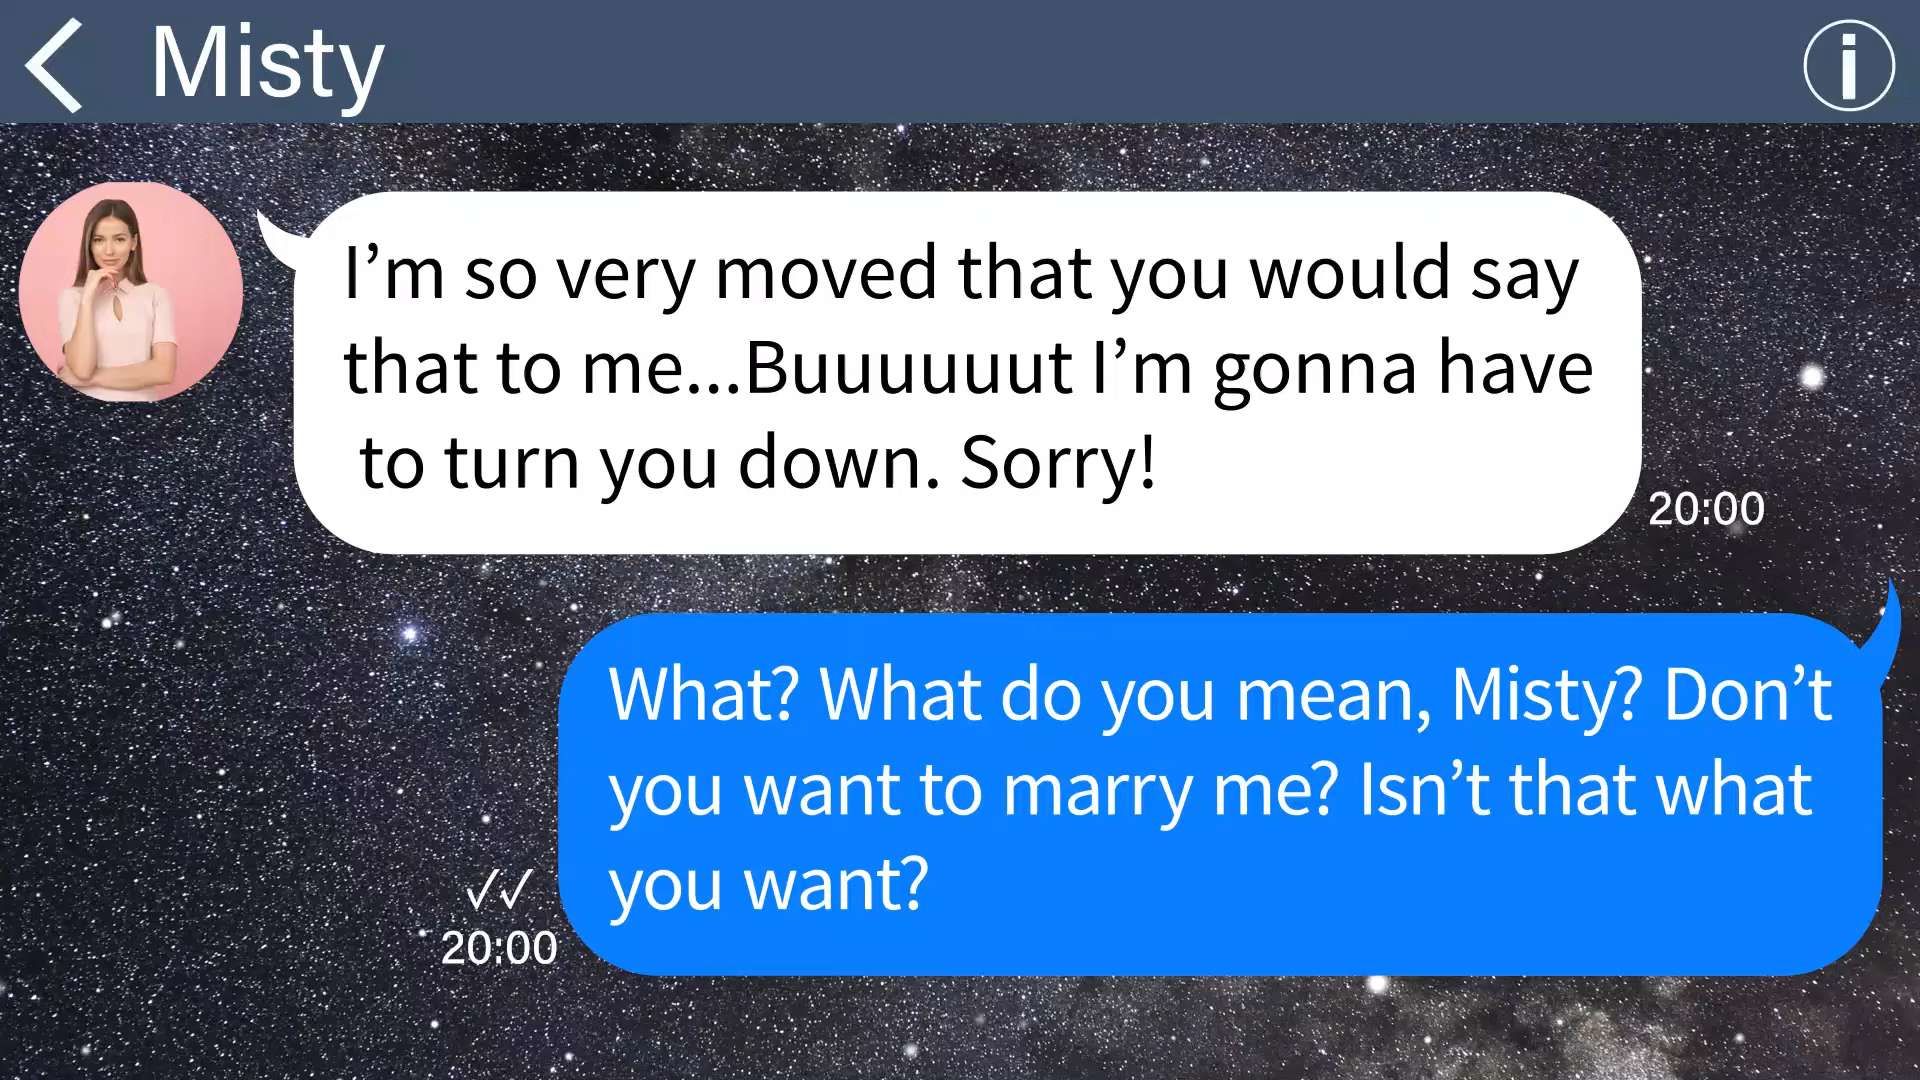 Misty
I’m so very moved that you would say
that to me...Buuuuuut I’m gonna have
to turn you down. Sorry!
20:00
What? What do you mean, Misty? Don’t
you want to marry me? Isn’t that what
you want?
✓✓
20:00